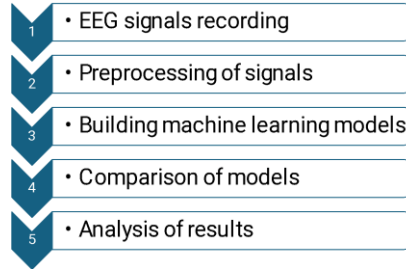 1 • EEG signals recording
2 • Preprocessing of signals
3 • Building machine learning models
4 • Comparison of models
5 • Analysis of results